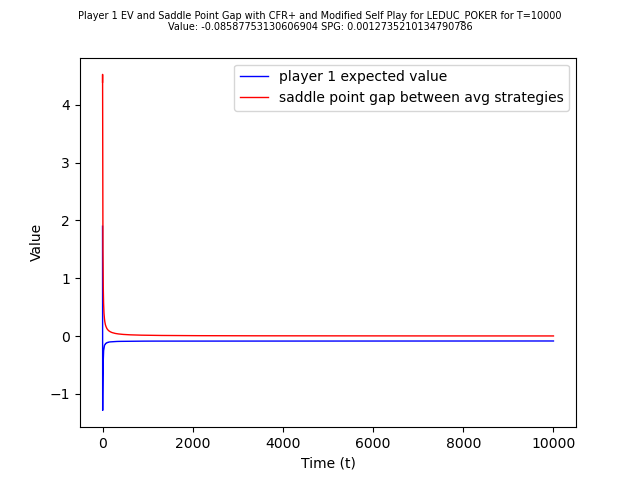 Player 1 EV and Saddle Point Gap with CFR+ and Modified Self Play for LEDUC_POKER for T=10000
Value: -0.08587753130606904 SPG: 0.0012735210134790786
player 1 expected value
saddle point gap between avg strategies
4
3
2
1
0
−1
Value
0
2000
4000
6000
8000
10000
Time (t)